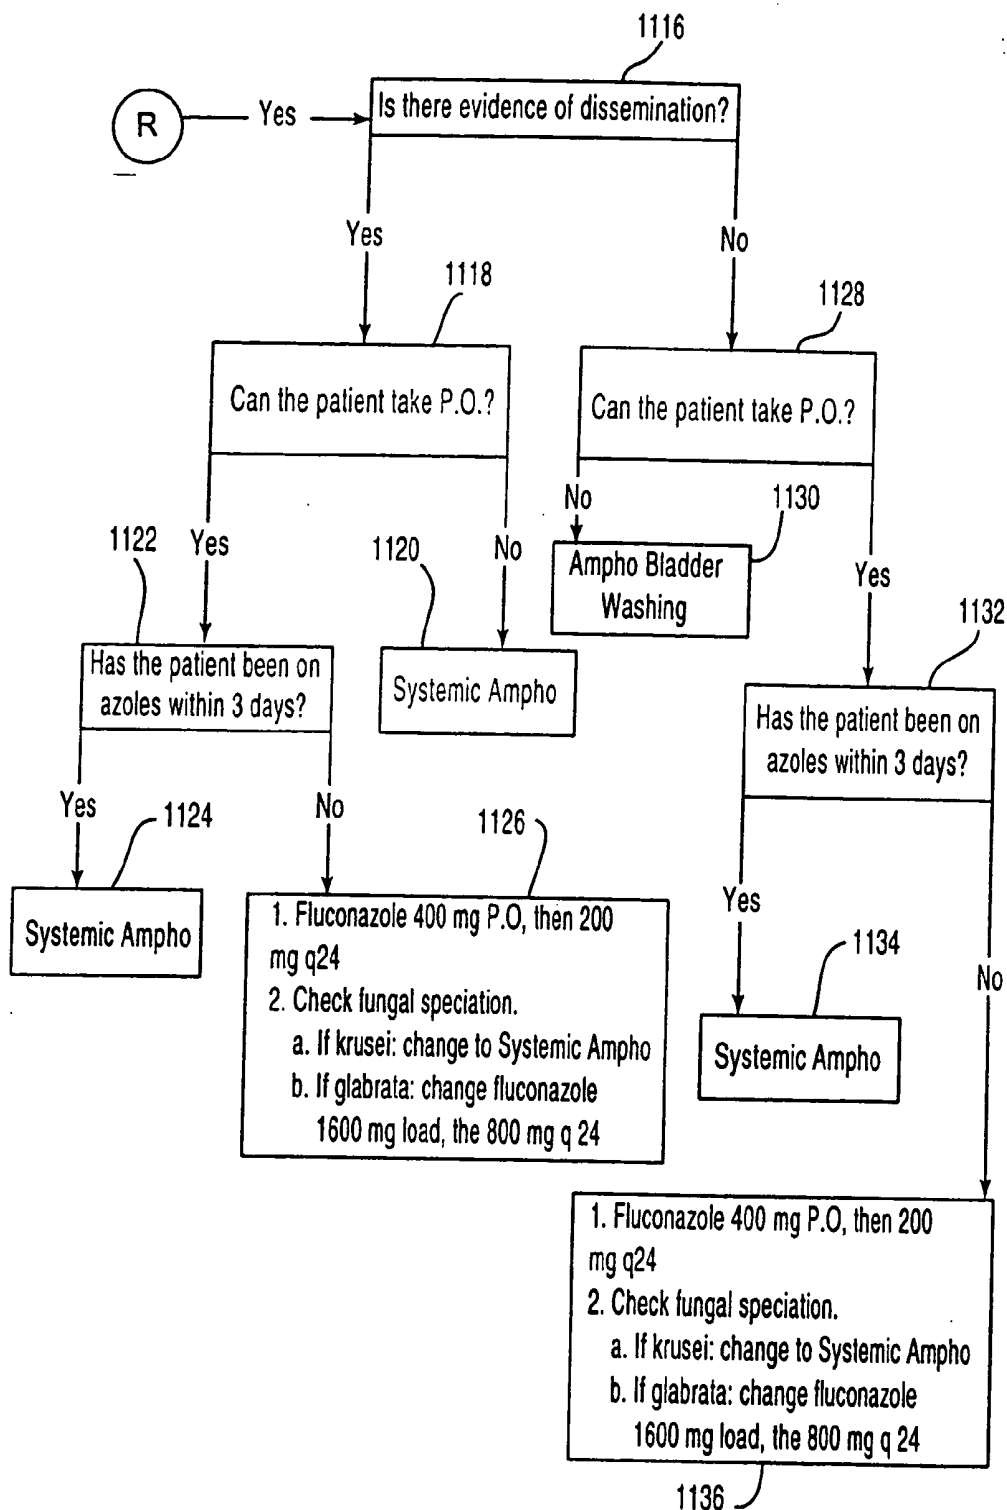 1116
Is there evidence of dissemination?
R
Yes
Yes
No
1118
1128
Can the patient take P.O.?
Can the patient take P.O.?
1122
Yes
1120
No
No
1130
Ampho Bladder
Washing
Yes
1132
Has the patient been on
azoles within 3 days?
Systemic Ampho
Has the patient been on
azoles within 3 days?
Yes
1124
No
1126
Systemic Ampho
1. Fluconazole 400 mg P.O, then 200
mg q24
2. Check fungal speciation.
a. If krusei: change to Systemic Ampho
b. If glabrata: change fluconazole
1600 mg load, the 800 mg q 24
Yes
1134
No
Systemic Ampho
1. Fluconazole 400 mg P.O, then 200
mg q24
2. Check fungal speciation.
a. If krusei: change to Systemic Ampho
b. If glabrata: change fluconazole
1600 mg load, the 800 mg q 24
1136